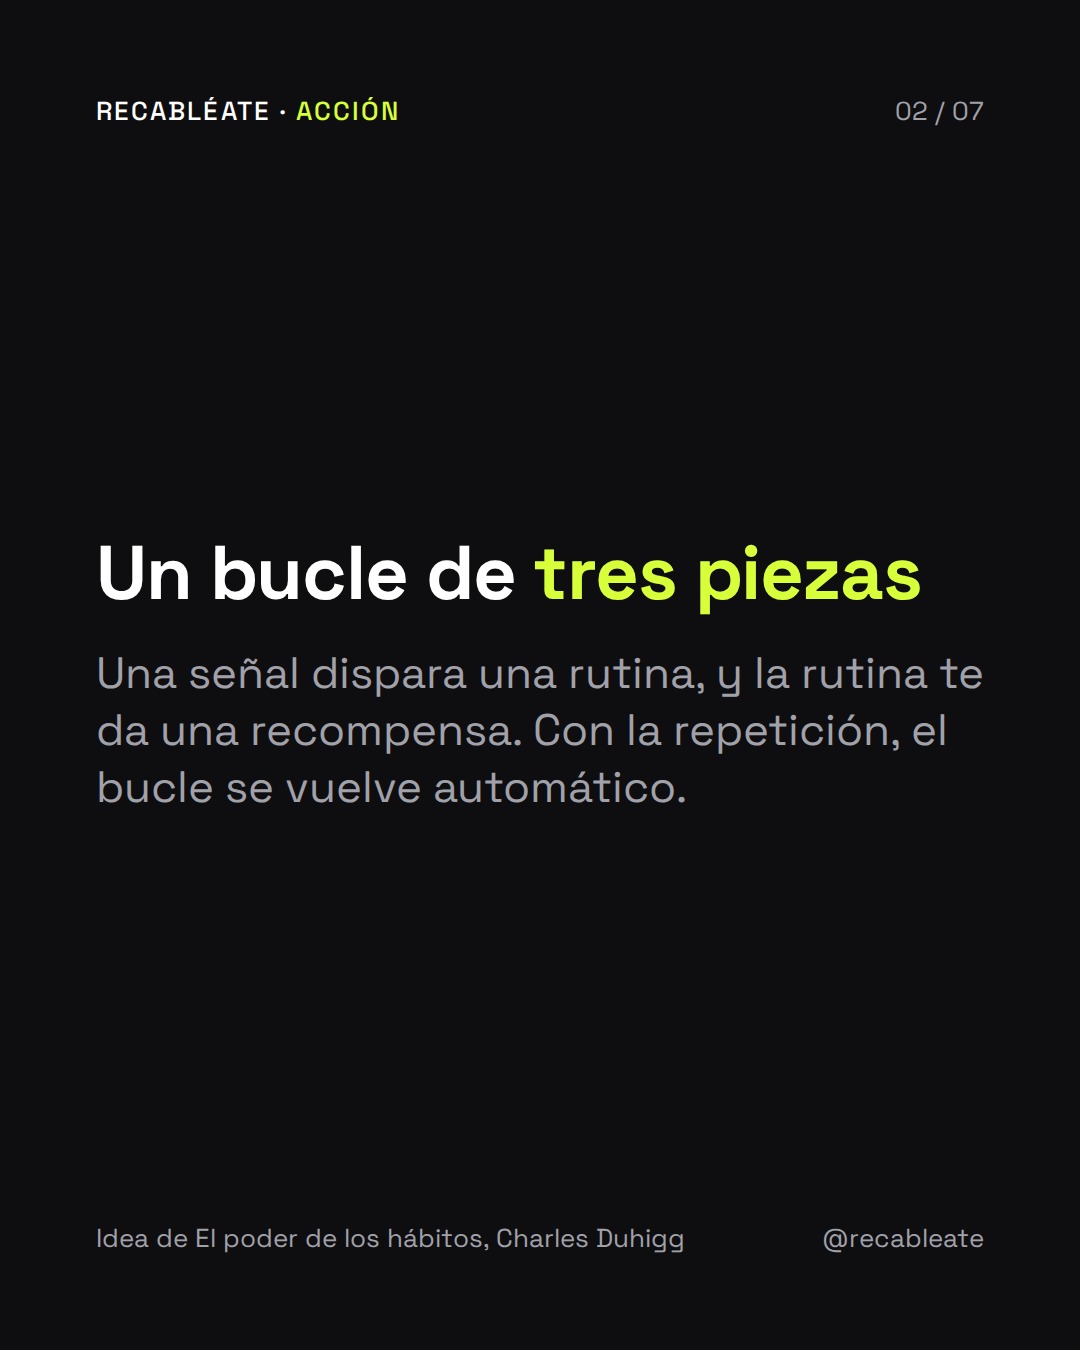 RECABLÉATE · ACCIÓN
02 / 07
Un bucle de tres piezas
Una señal dispara una rutina, y la rutina te
da una recompensa. Con la repetición, el
bucle se vuelve automático.
Idea de El poder de los hábitos, Charles Duhigg
@recableate